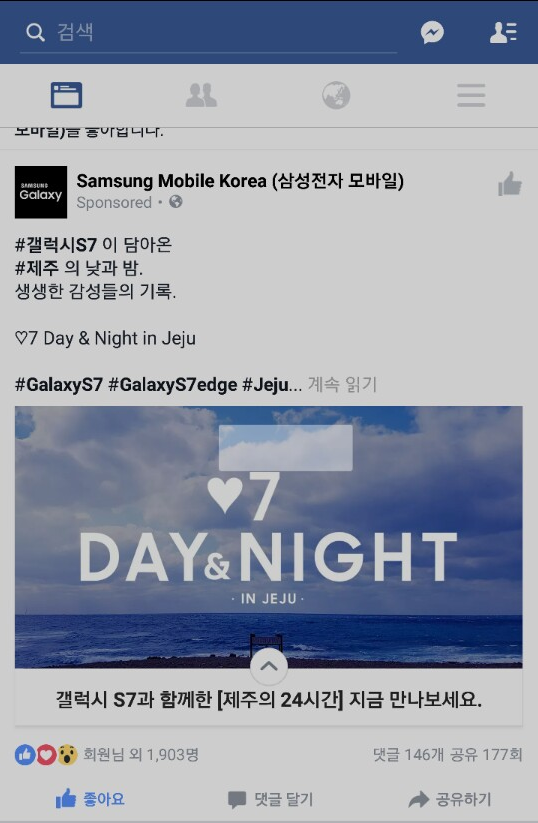 검색
모바일)을 좋아합니다.
SAMSUNG
Galaxy
Samsung Mobile Korea (삼성전자 모바일)
Sponsored •
#갤럭시S7 이 담아온
#제주 의 낮과 밤.
생생한 감성들의 기록.
♡7 Day & Night in Jeju
#GalaxyS7 #GalaxyS7edge #Jeju... 계속 읽기
♥7
DAY&NIGHT
· IN JEJU ·
갤럭시 S7과 함께한 [제주의 24시간] 지금 만나보세요.
회원님 외 1,903명 댓글 146개 공유 177회
좋아요 댓글 달기 공유하기